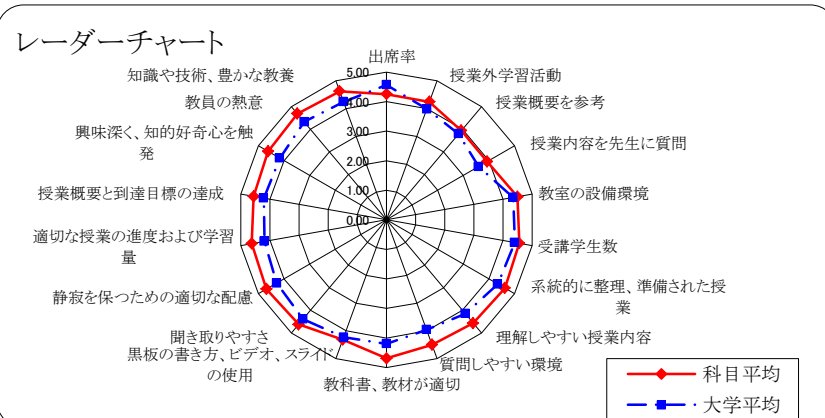 レーダーチャート
出席率
授業外学習活動
授業概要を参考
授業内容を先生に質問
教室の設備環境
受講学生数
系統的に整理、準備された授
業
理解しやすい授業内容
質問しやすい環境
教科書、教材が適切
黒板の書き方、ビデオ、スライド
の使用
聞き取りやすさ
静寂を保つための適切な配慮
適切な授業の進度および学習
量
授業概要と到達目標の達成
興味深く、知的好奇心を触
発
教員の熱意
知識や技術、豊かな教養
5.00
4.00
3.00
2.00
1.00
0.00
科目平均
大学平均